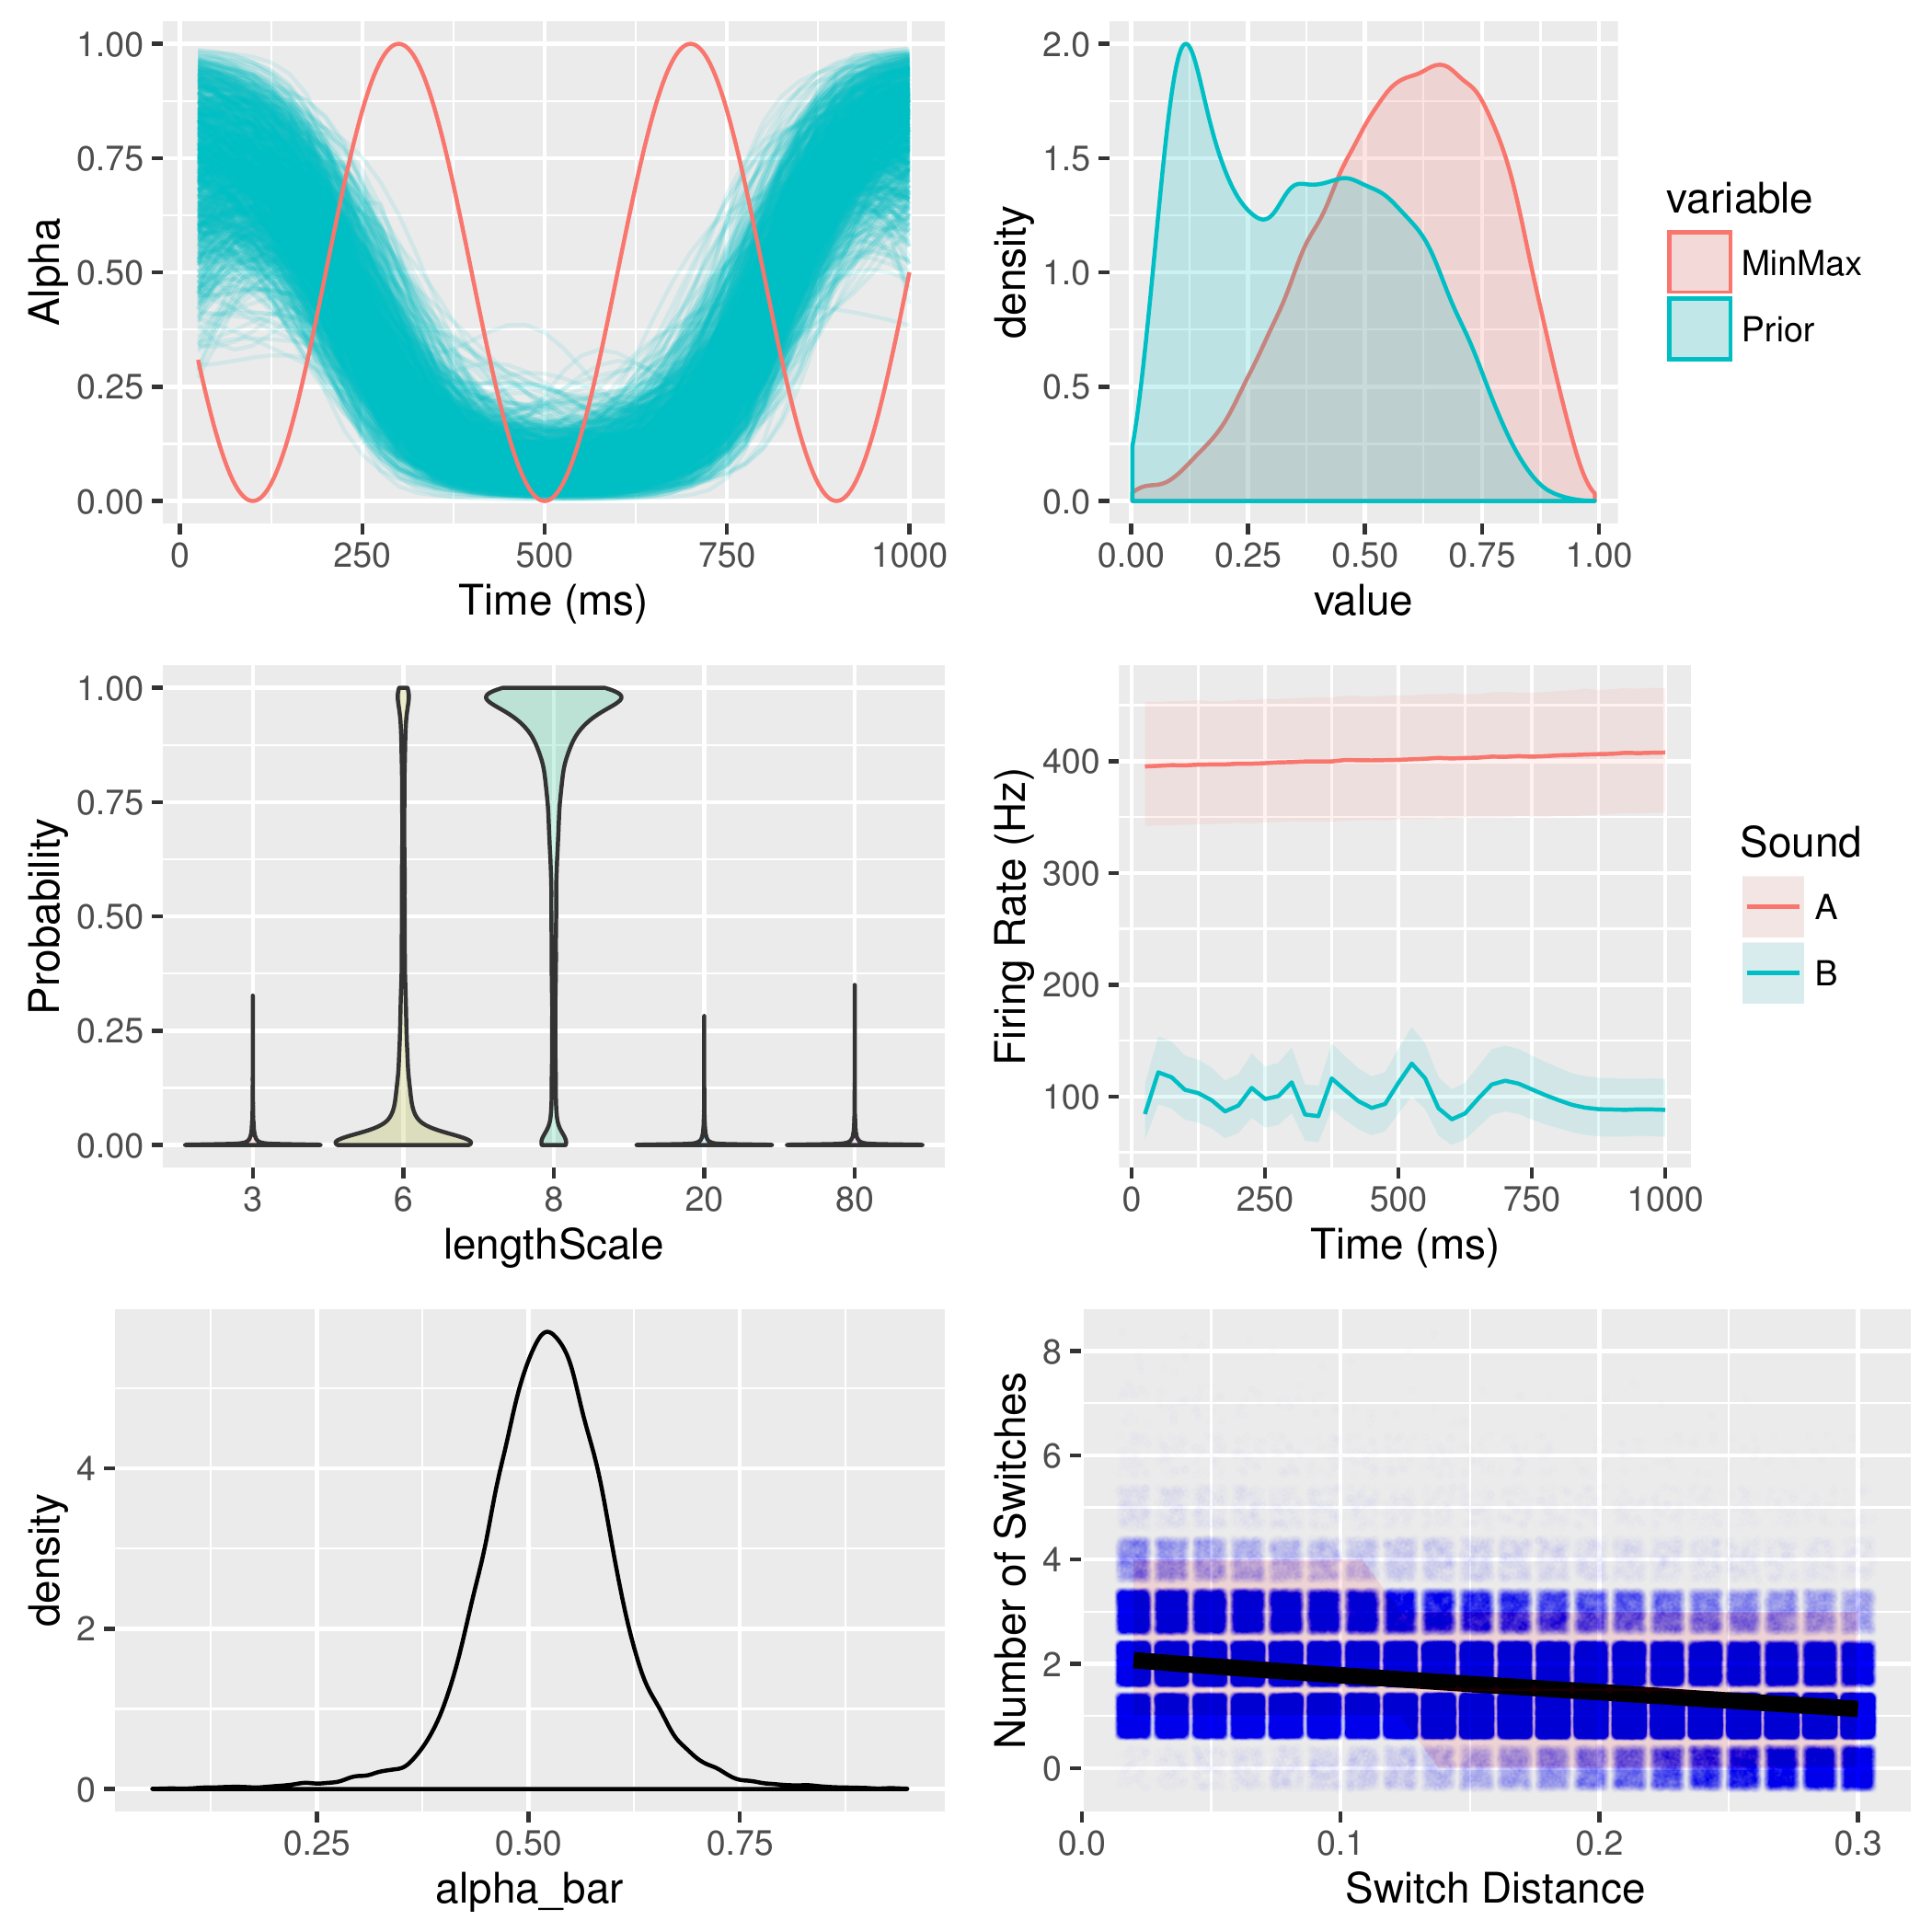 1.00
0.75
0.50
0.25
0.00
Alpha
0 250 500 750 1000
Time (ms)
2.0
1.5
1.0
0.5
0.0
density
0.00 0.25 0.50 0.75 1.00
value
variable
MinMax
Prior
1.00
0.75
0.50
0.25
0.00
Probability
3 6 8 20 80
lengthScale
400
300
200
100
Firing Rate (Hz)
0 250 500 750 1000
Time (ms)
Sound
A
B
4
2
0
density
0.25 0.50 0.75
alpha_bar
8
6
4
2
0
Number of Switches
0.0 0.1 0.2 0.3
Switch Distance